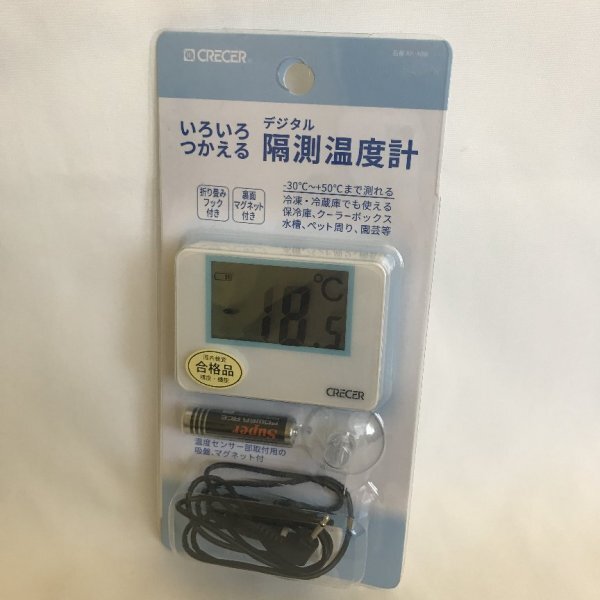 CRECER
いろいろ
つかえる
デジタル
隔測温度計
折り畳み
フック
付き
裏面
マグネット
付き
-30℃～+50℃まで測れる
冷凍・冷蔵庫でも使える
保冷庫、クーラーボックス
水槽、ペット周り、園芸等
℃
-18.5
合格品
CRECER
Super
温度センサー部取付用の
吸盤、マグネット付